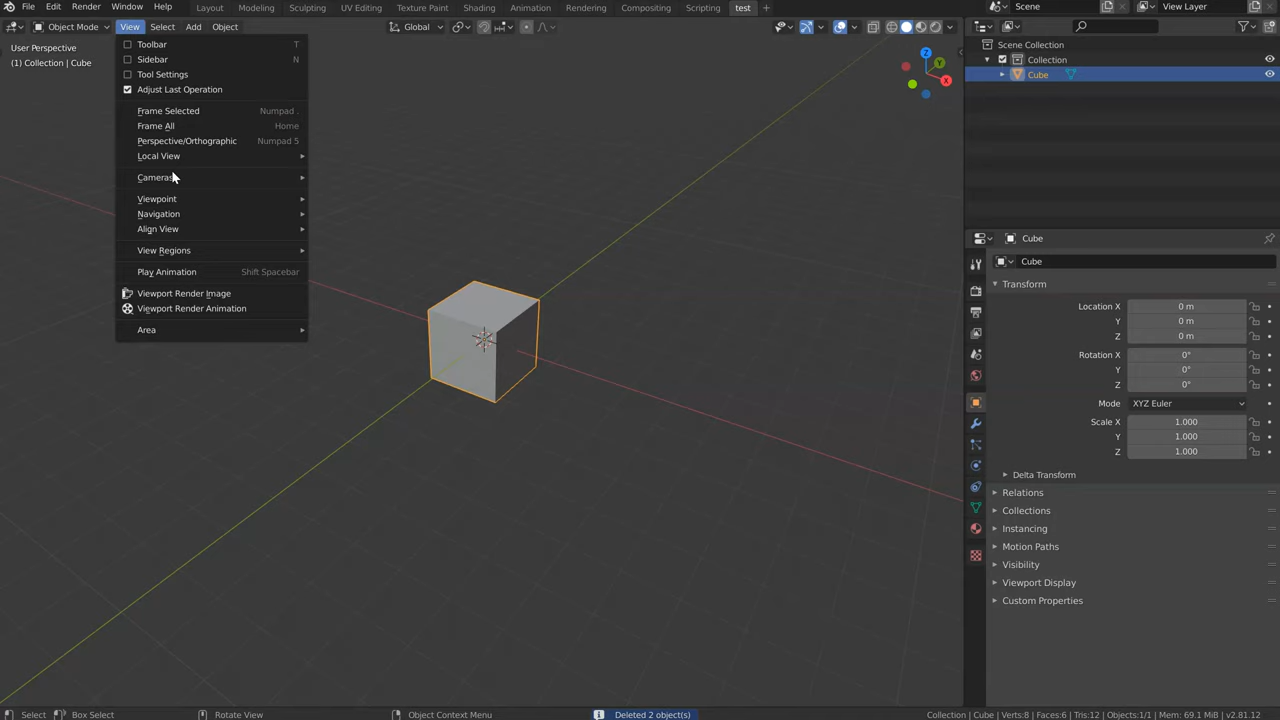 File Edit Render Window Help Layout Modeling Sculpting UV Editing Texture Paint Shading Animation Rendering Compositing Scripting test + Scene View Layer
Object Mode View Select Add Object Global
User Perspective
(1) Collection | Cube
Toolbar T
Sidebar N
Tool Settings
Adjust Last Operation
Frame Selected Numpad .
Frame All Home
Perspective/Orthographic Numpad 5
Local View
Cameras
Viewpoint
Navigation
Align View
View Regions
Play Animation Shift Spacebar
Viewport Render Image
Viewport Render Animation
Area
Z
Y
X
Scene Collection
Collection
Cube
Cube
Cube
Transform
Location X 0 m
Y 0 m
Z 0 m
Rotation X 0°
Y 0°
Z 0°
Mode XYZ Euler
Scale X 1.000
Y 1.000
Z 1.000
Delta Transform
Relations
Collections
Instancing
Motion Paths
Visibility
Viewport Display
Custom Properties
Select Box Select Rotate View Object Context Menu Deleted 2 object(s) Collection | Cube | Verts:8 | Faces:6 | Tris:12 | Objects:1/1 | Mem: 69.1 MiB | v2.81.12